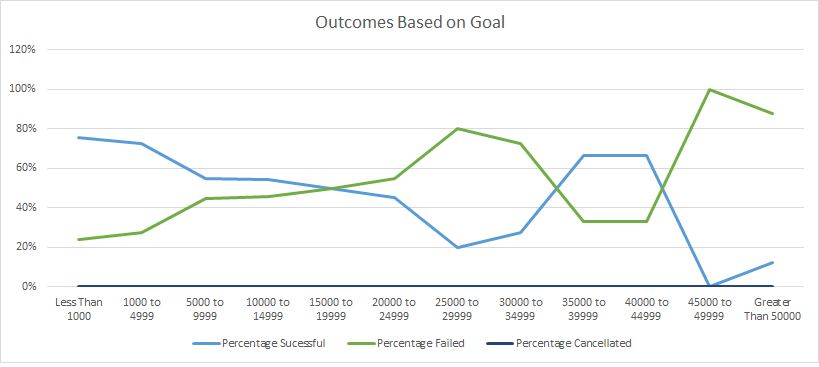 Outcomes Based on Goal
120%
100%
80%
60%
40%
20%
0%
Less Than 1000 to 5000 to 10000 to 15000 to 20000 to 25000 to 30000 to 35000 to 40000 to 45000 to Greater
1000 4999 9999 14999 19999 24999 29999 34999 39999 44999 49999 Than 50000
Percentage Sucessful Percentage Failed Percentage Cancellated